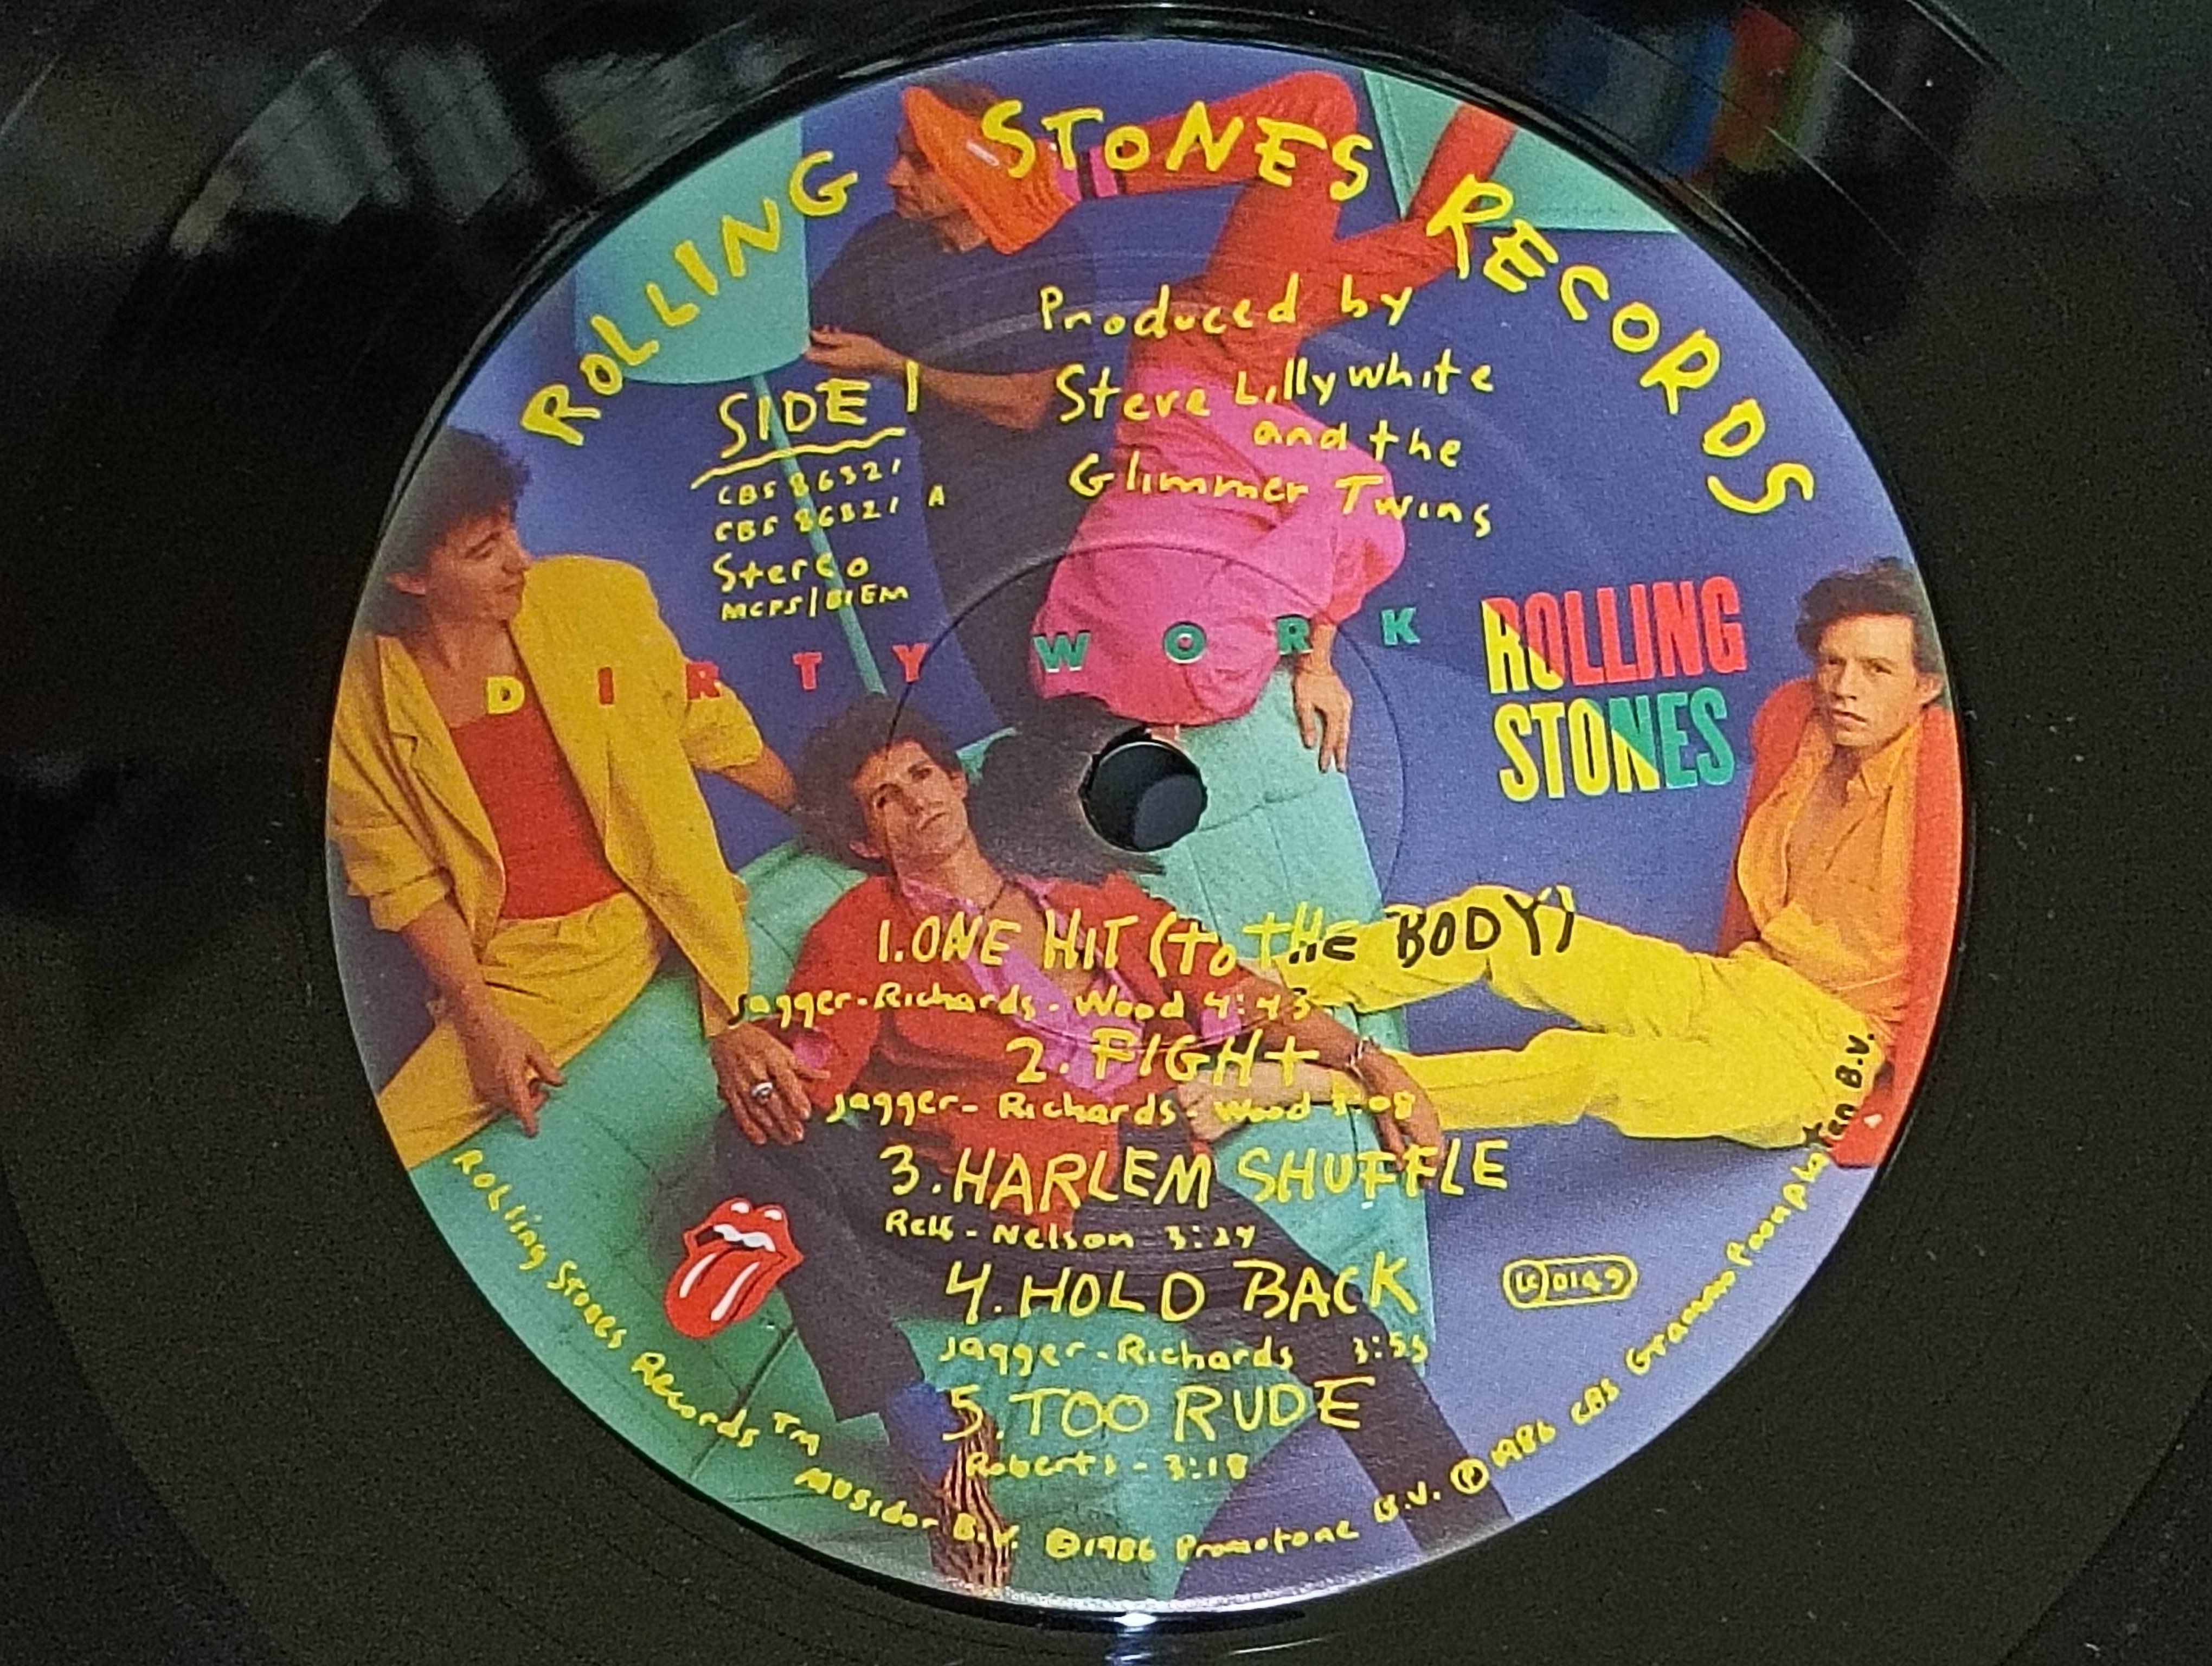 ROLLING STONES RECORDS
Produced by
Steve Lillywhite
and the
Glimmer Twins
SIDE 1
CBS 86321
CBS 86321 A
Stereo
MCPS/BIEM
DIRTY WORK
ROLLING
STONES
1. ONE HIT (to tHe BODY)
Jagger-Richards-Wood 4:43
2. FIGHt
Jagger-Richards-Wood 3:08
3. HARLEM SHUFFLE
Relf-Nelson 3:24
4. HOLD BACK
Jagger-Richards 3:55
5. TOO RUDE
Roberts-3:18
LC 0149
Rolling Stones Records TM Musidor B.V. ©1986 Promotone B.V. ℗1986 CBS Grammofoonplaten B.V.